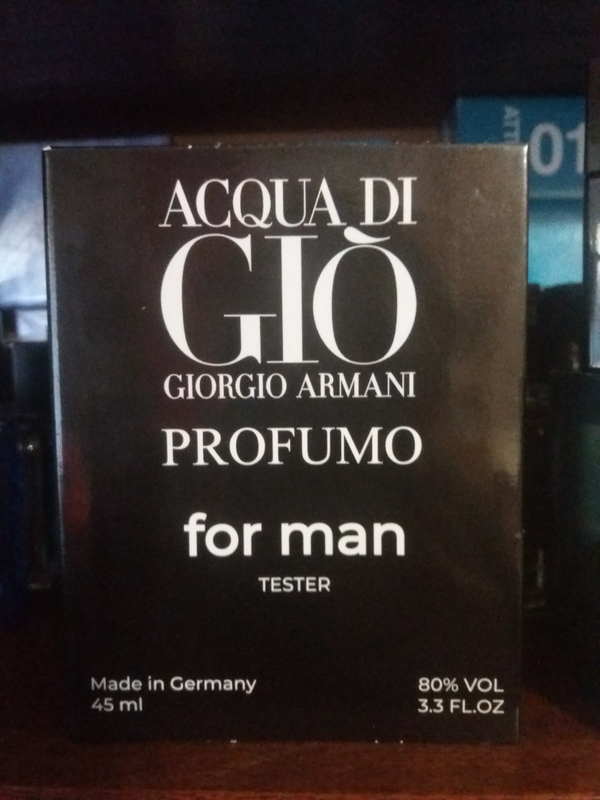 ACQUA DI
GIÒ
GIORGIO ARMANI
PROFUMO
for man
TESTER
Made in Germany
45 ml
80% VOL
3.3 FL.OZ
01